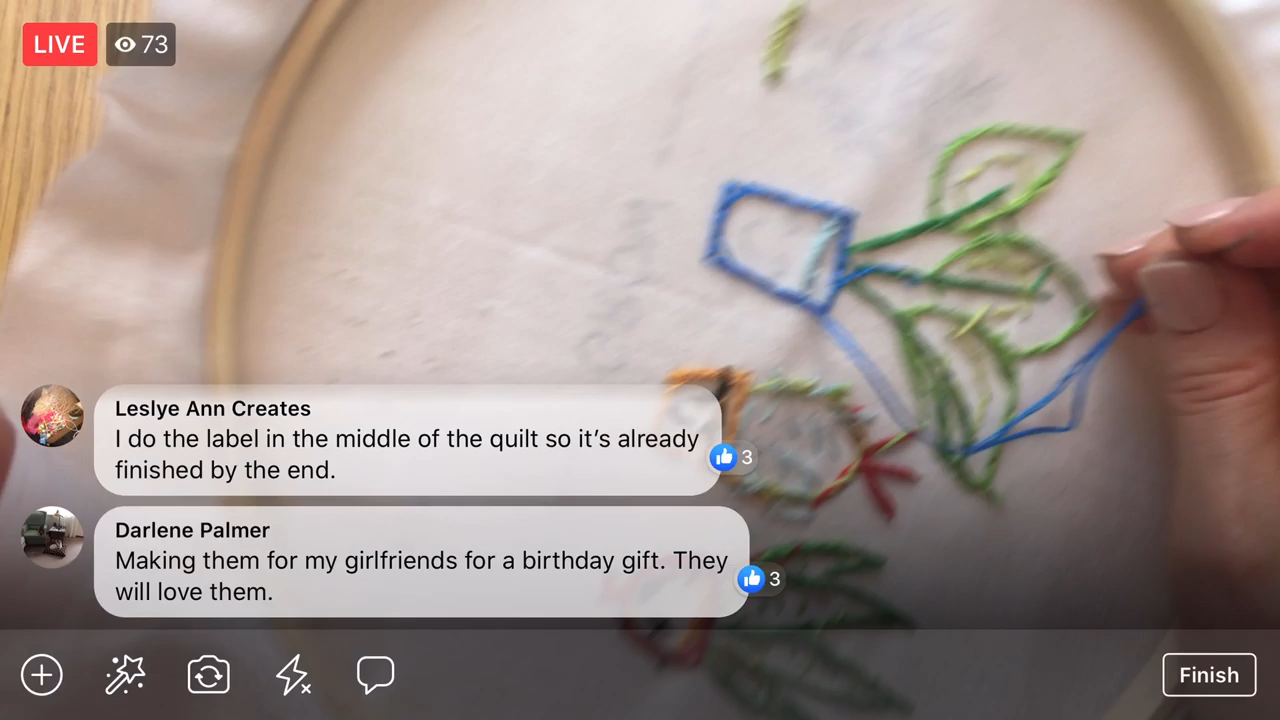 LIVE
73
Leslye Ann Creates
I do the label in the middle of the quilt so it’s already
finished by the end.
3
Darlene Palmer
Making them for my girlfriends for a birthday gift. They
will love them.
3
Finish